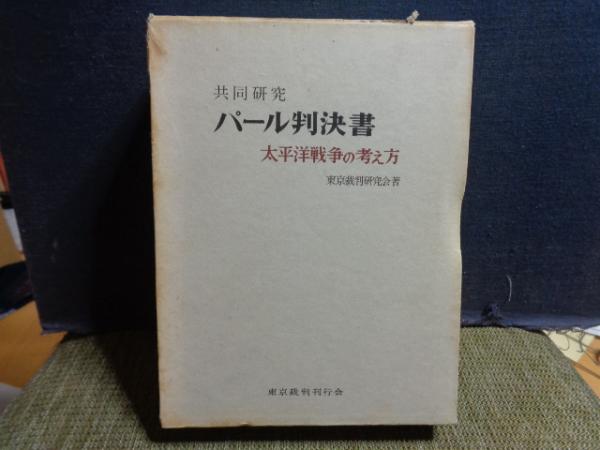 共同研究
パール判決書
太平洋戦争の考え方
東京裁判研究会著
東京裁判刊行会